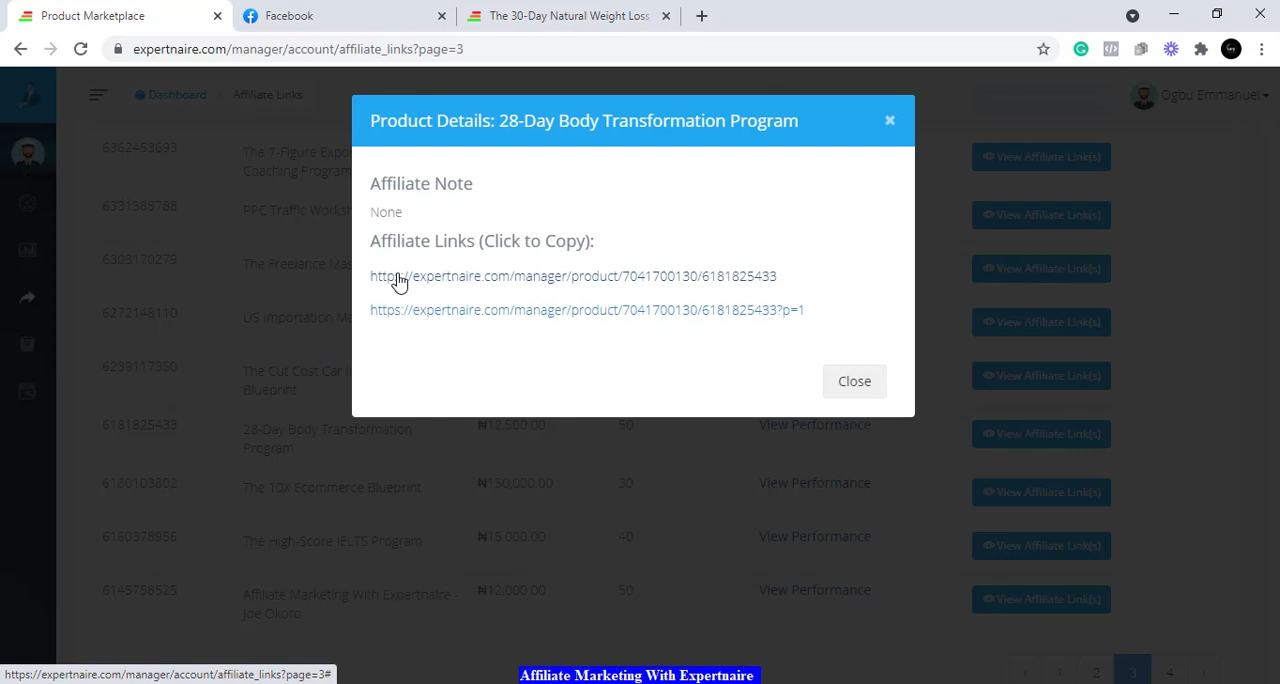 Product Marketplace
Facebook
The 30-Day Natural Weight Loss
expertnaire.com/manager/account/affiliate_links?page=3
Dashboard
Affiliate Links
Ogbu Emmanuel
Product Details: 28-Day Body Transformation Program
×
Affiliate Note
None
Affiliate Links (Click to Copy):
https://expertnaire.com/manager/product/7041700130/6181825433
https://expertnaire.com/manager/product/7041700130/6181825433?p=1
Close
6362453693
The 7-Figure Expo
Coaching Program
View Affiliate Link(s)
6331385788
PPC Traffic Worksh
View Affiliate Link(s)
6303170279
The Freelance Mas
View Affiliate Link(s)
6272148110
US Importation Ma
View Affiliate Link(s)
6239117350
The Cut Cost Car I
Blueprint
View Affiliate Link(s)
6181825433
28-Day Body Transformation
Program
₦12,500.00
50
View Performance
View Affiliate Link(s)
6180103802
The 10X Ecommerce Blueprint
₦150,000.00
30
View Performance
View Affiliate Link(s)
6160378956
The High-Score IELTS Program
₦15,000.00
40
View Performance
View Affiliate Link(s)
6145758525
Affiliate Marketing With Expertnaire -
Joe Okoro
₦12,000.00
50
View Performance
View Affiliate Link(s)
‹ 1 2 3 4 ›
https://expertnaire.com/manager/account/affiliate_links?page=3#
Affiliate Marketing With Expertnaire